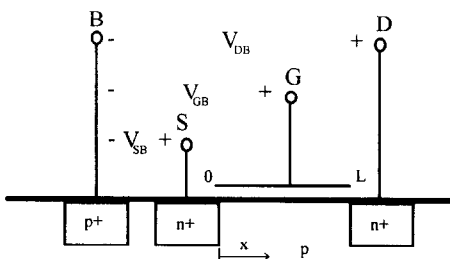 B - V_DB + D
- V_GB + G
- V_SB + S
0 L
p+ n+ n+
x p